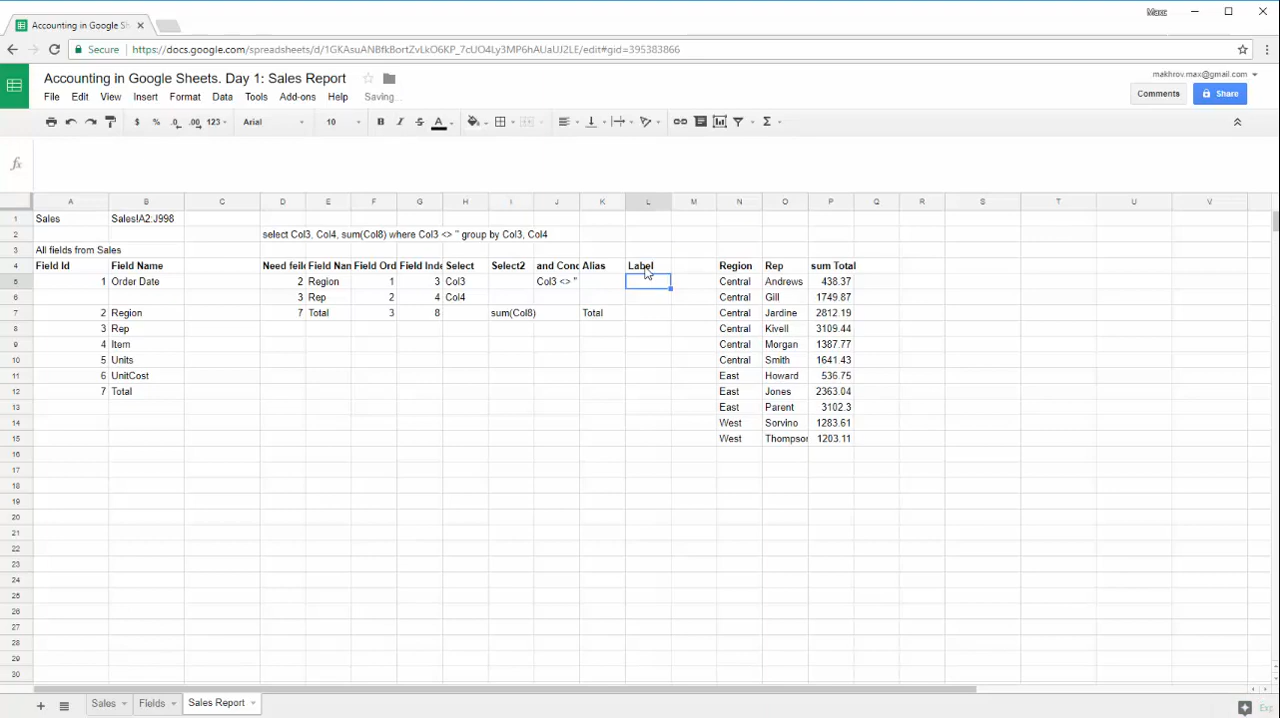 Maxc
Accounting in Google Sh
Secure https://docs.google.com/spreadsheets/d/
Accounting in Google Sheets. Day 1: Sales Report
makhrov.max@gmail.com
File Edit View Insert Format Data Tools Add-ons Help Saving...
Comments Share
$ % .0 .00 123 Arial 10 B I S A Σ
fx
A B C D E F G H I J K L M N O P Q R S T U V
1 Sales Sales!A2:J998
2 select Col3, Col4, sum(Col8) where Col3 <> '' group by Col3, Col4
3 All fields from Sales
4 Field Id Field Name Need feild Field Nam Field Ord Field Inde Select Select2 and Cond Alias Label Region Rep sum Total
5 1 Order Date 2 Region 1 3 Col3 Col3 <> '' Central Andrews 438.37
6 3 Rep 2 4 Col4 Central Gill 1749.87
7 2 Region 7 Total 3 8 sum(Col8) Total Central Jardine 2812.19
8 3 Rep Central Kivell 3109.44
9 4 Item Central Morgan 1387.77
10 5 Units Central Smith 1641.43
11 6 UnitCost East Howard 536.75
12 7 Total East Jones 2363.04
13 East Parent 3102.3
14 West Sorvino 1283.61
15 West Thompson 1203.11
16
17
18
19
20
21
22
23
24
25
26
27
28
29
30
Sales Fields Sales Report